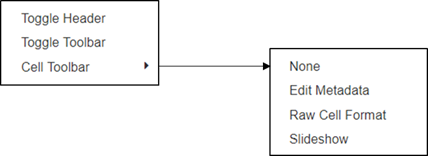 Toggle Header
Toggle Toolbar
Cell Toolbar
None
Edit Metadata
Raw Cell Format
Slideshow